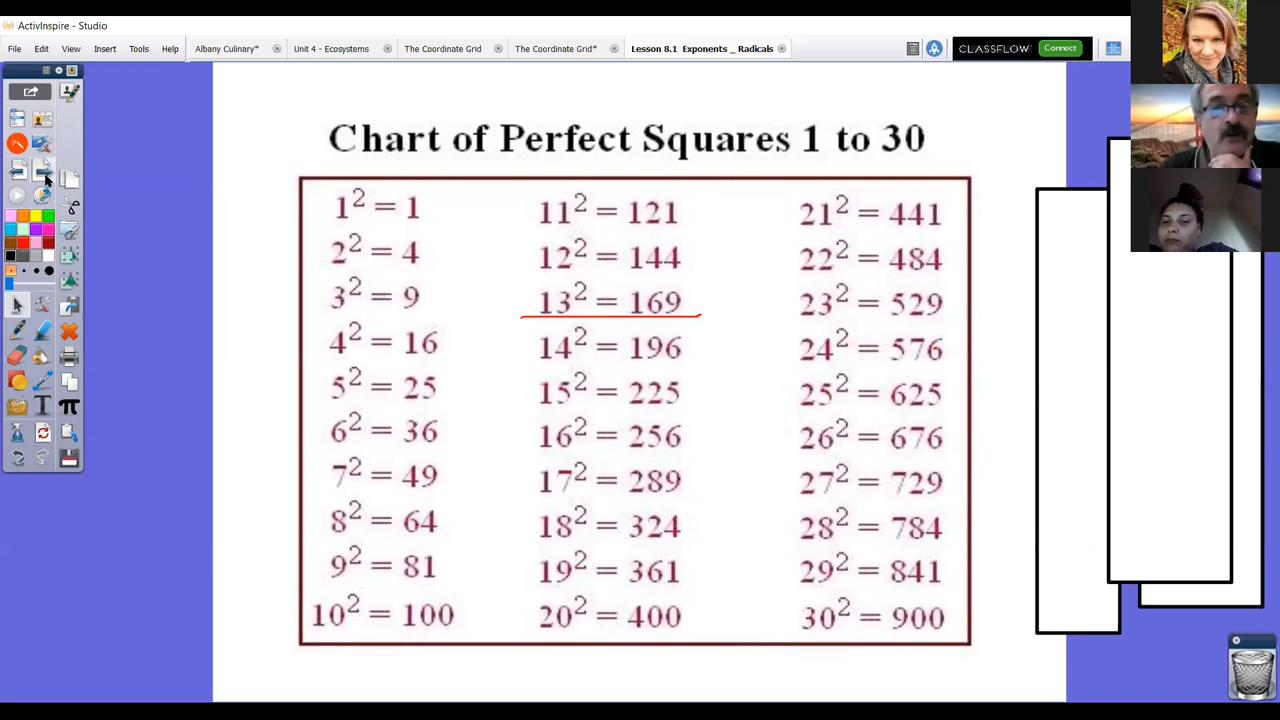 ActivInspire - Studio
File Edit View Insert Tools Help Albany Culinary* Unit 4 - Ecosystems The Coordinate Grid The Coordinate Grid* Lesson 8.1 Exponents _ Radicals CLASSFLOW Connect
Chart of Perfect Squares 1 to 30
1² = 1 11² = 121 21² = 441
2² = 4 12² = 144 22² = 484
3² = 9 13² = 169 23² = 529
4² = 16 14² = 196 24² = 576
5² = 25 15² = 225 25² = 625
6² = 36 16² = 256 26² = 676
7² = 49 17² = 289 27² = 729
8² = 64 18² = 324 28² = 784
9² = 81 19² = 361 29² = 841
10² = 100 20² = 400 30² = 900